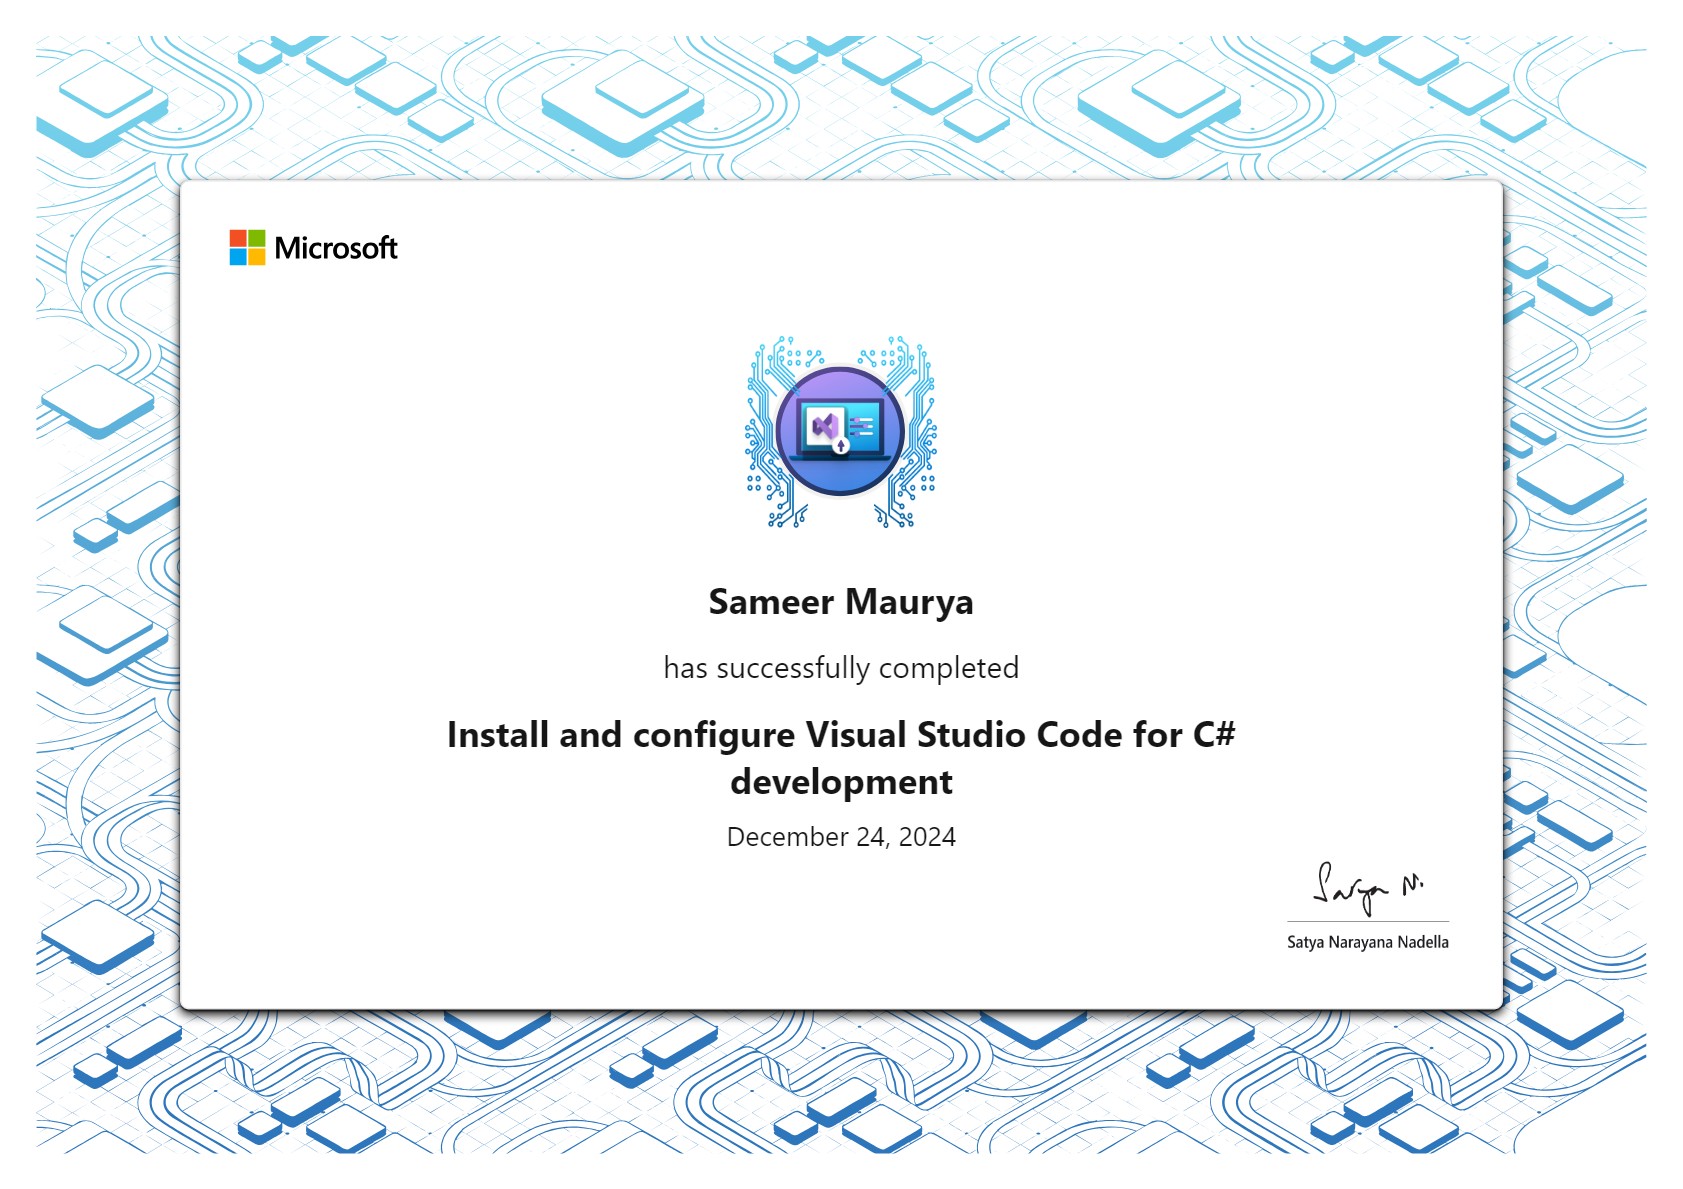 Microsoft
Sameer Maurya
has successfully completed
Install and configure Visual Studio Code for C#
development
December 24, 2024
Satya N.
Satya Narayana Nadella